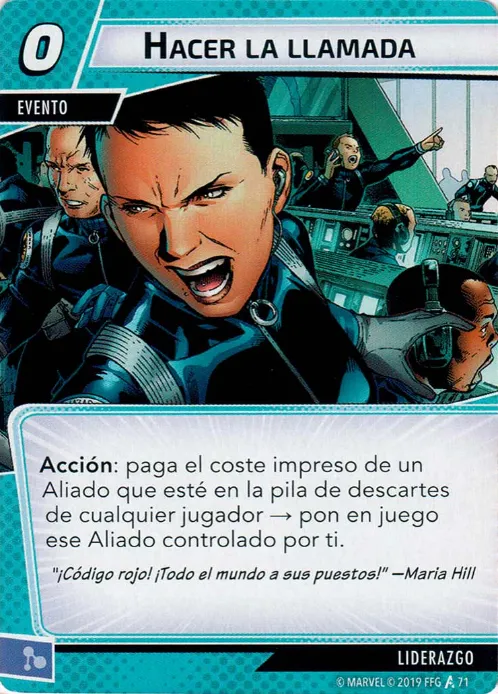 0
HACER LA LLAMADA
EVENTO
Acción: paga el coste impreso de un
Aliado que esté en la pila de descartes
de cualquier jugador → pon en juego
ese Aliado controlado por ti.
"¡Código rojo! ¡Todo el mundo a sus puestos!" —Maria Hill
LIDERAZGO
© MARVEL © 2019 FFG 71